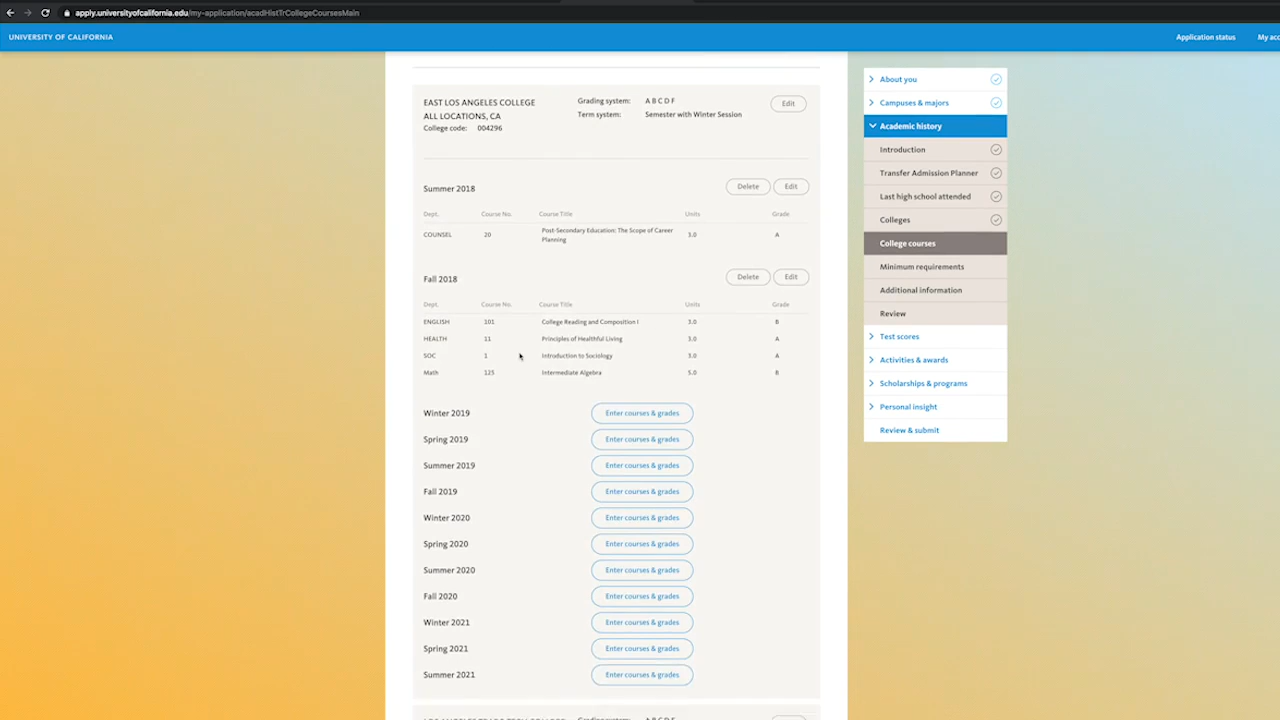 apply.universityofcalifornia.edu/my-application/acadHistTrCollegeCoursesMain
UNIVERSITY OF CALIFORNIA
Application status
My acc
EAST LOS ANGELES COLLEGE
ALL LOCATIONS, CA
College code: 004296
Grading system: A B C D F
Term system: Semester with Winter Session
Edit
Summer 2018
Delete Edit
Dept. Course No. Course Title Units Grade
COUNSEL 20 Post-Secondary Education: The Scope of Career 3.0 A
Planning
Fall 2018
Delete Edit
Dept. Course No. Course Title Units Grade
ENGLISH 101 College Reading and Composition I 3.0 B
HEALTH 11 Principles of Healthful Living 3.0 A
SOC 1 Introduction to Sociology 3.0 A
Math 125 Intermediate Algebra 5.0 B
Winter 2019 Enter courses & grades
Spring 2019 Enter courses & grades
Summer 2019 Enter courses & grades
Fall 2019 Enter courses & grades
Winter 2020 Enter courses & grades
Spring 2020 Enter courses & grades
Summer 2020 Enter courses & grades
Fall 2020 Enter courses & grades
Winter 2021 Enter courses & grades
Spring 2021 Enter courses & grades
Summer 2021 Enter courses & grades
About you
Campuses & majors
Academic history
Introduction
Transfer Admission Planner
Last high school attended
Colleges
College courses
Minimum requirements
Additional information
Review
Test scores
Activities & awards
Scholarships & programs
Personal insight
Review & submit